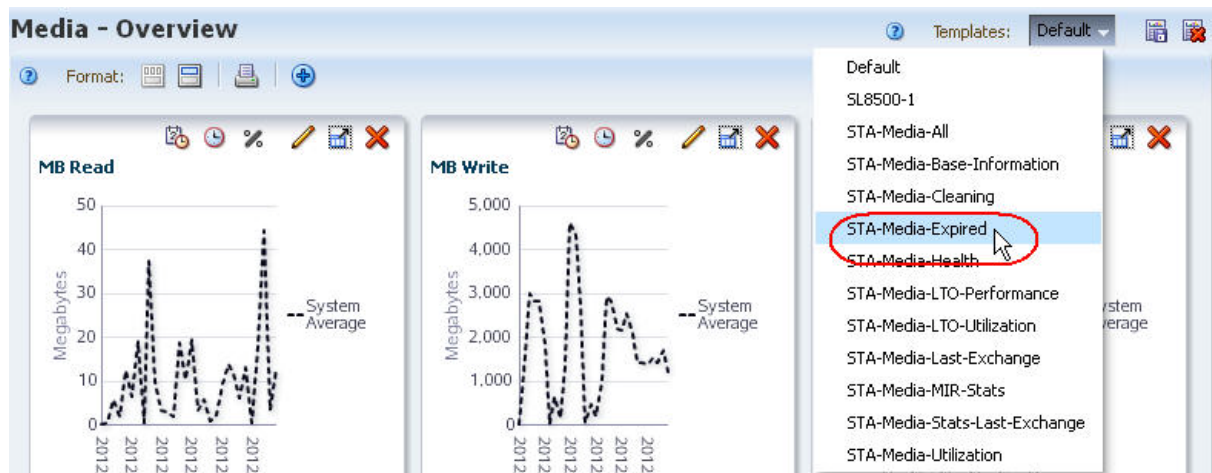 Media - Overview
Templates: Default
Format:
MB Read
50
40
30
20
10
0
Megabytes
System
Average
2012
2012
2012
2012
2012
2012
MB Write
5,000
4,000
3,000
2,000
1,000
0
Megabytes
System
Average
2012
2012
2012
2012
2012
Default
SL8500-1
STA-Media-All
STA-Media-Base-Information
STA-Media-Cleaning
STA-Media-Expired
STA-Media-Health
STA-Media-LTO-Performance
STA-Media-LTO-Utilization
STA-Media-Last-Exchange
STA-Media-MIR-Stats
STA-Media-Stats-Last-Exchange
STA-Media-Utilization